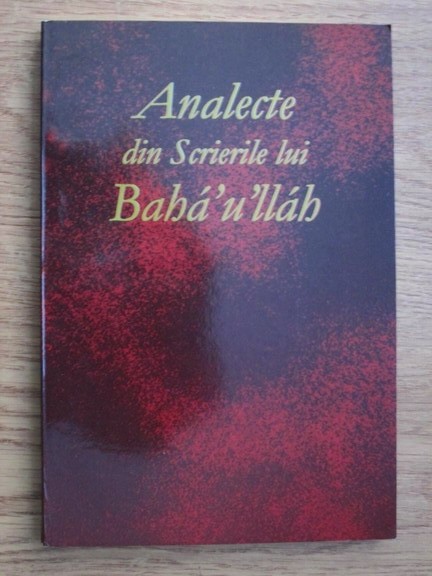 Analecte
din Scrierile lui
Bahá'u'lláh